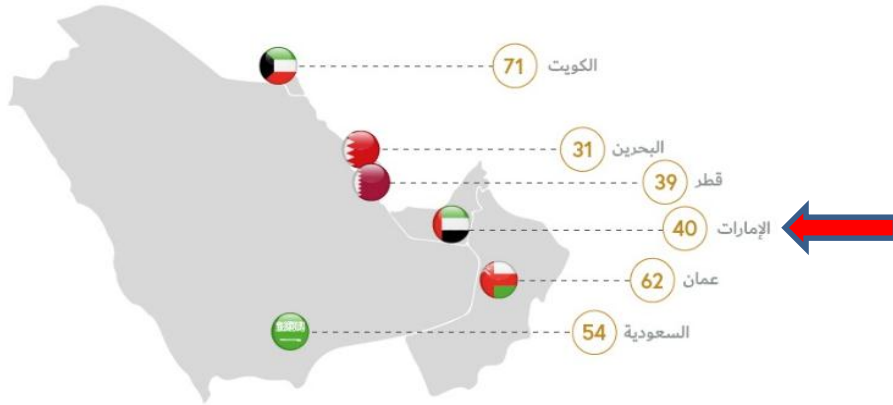 الكويت 71
البحرين 31
قطر 39
الإمارات 40
عمان 62
السعودية 54